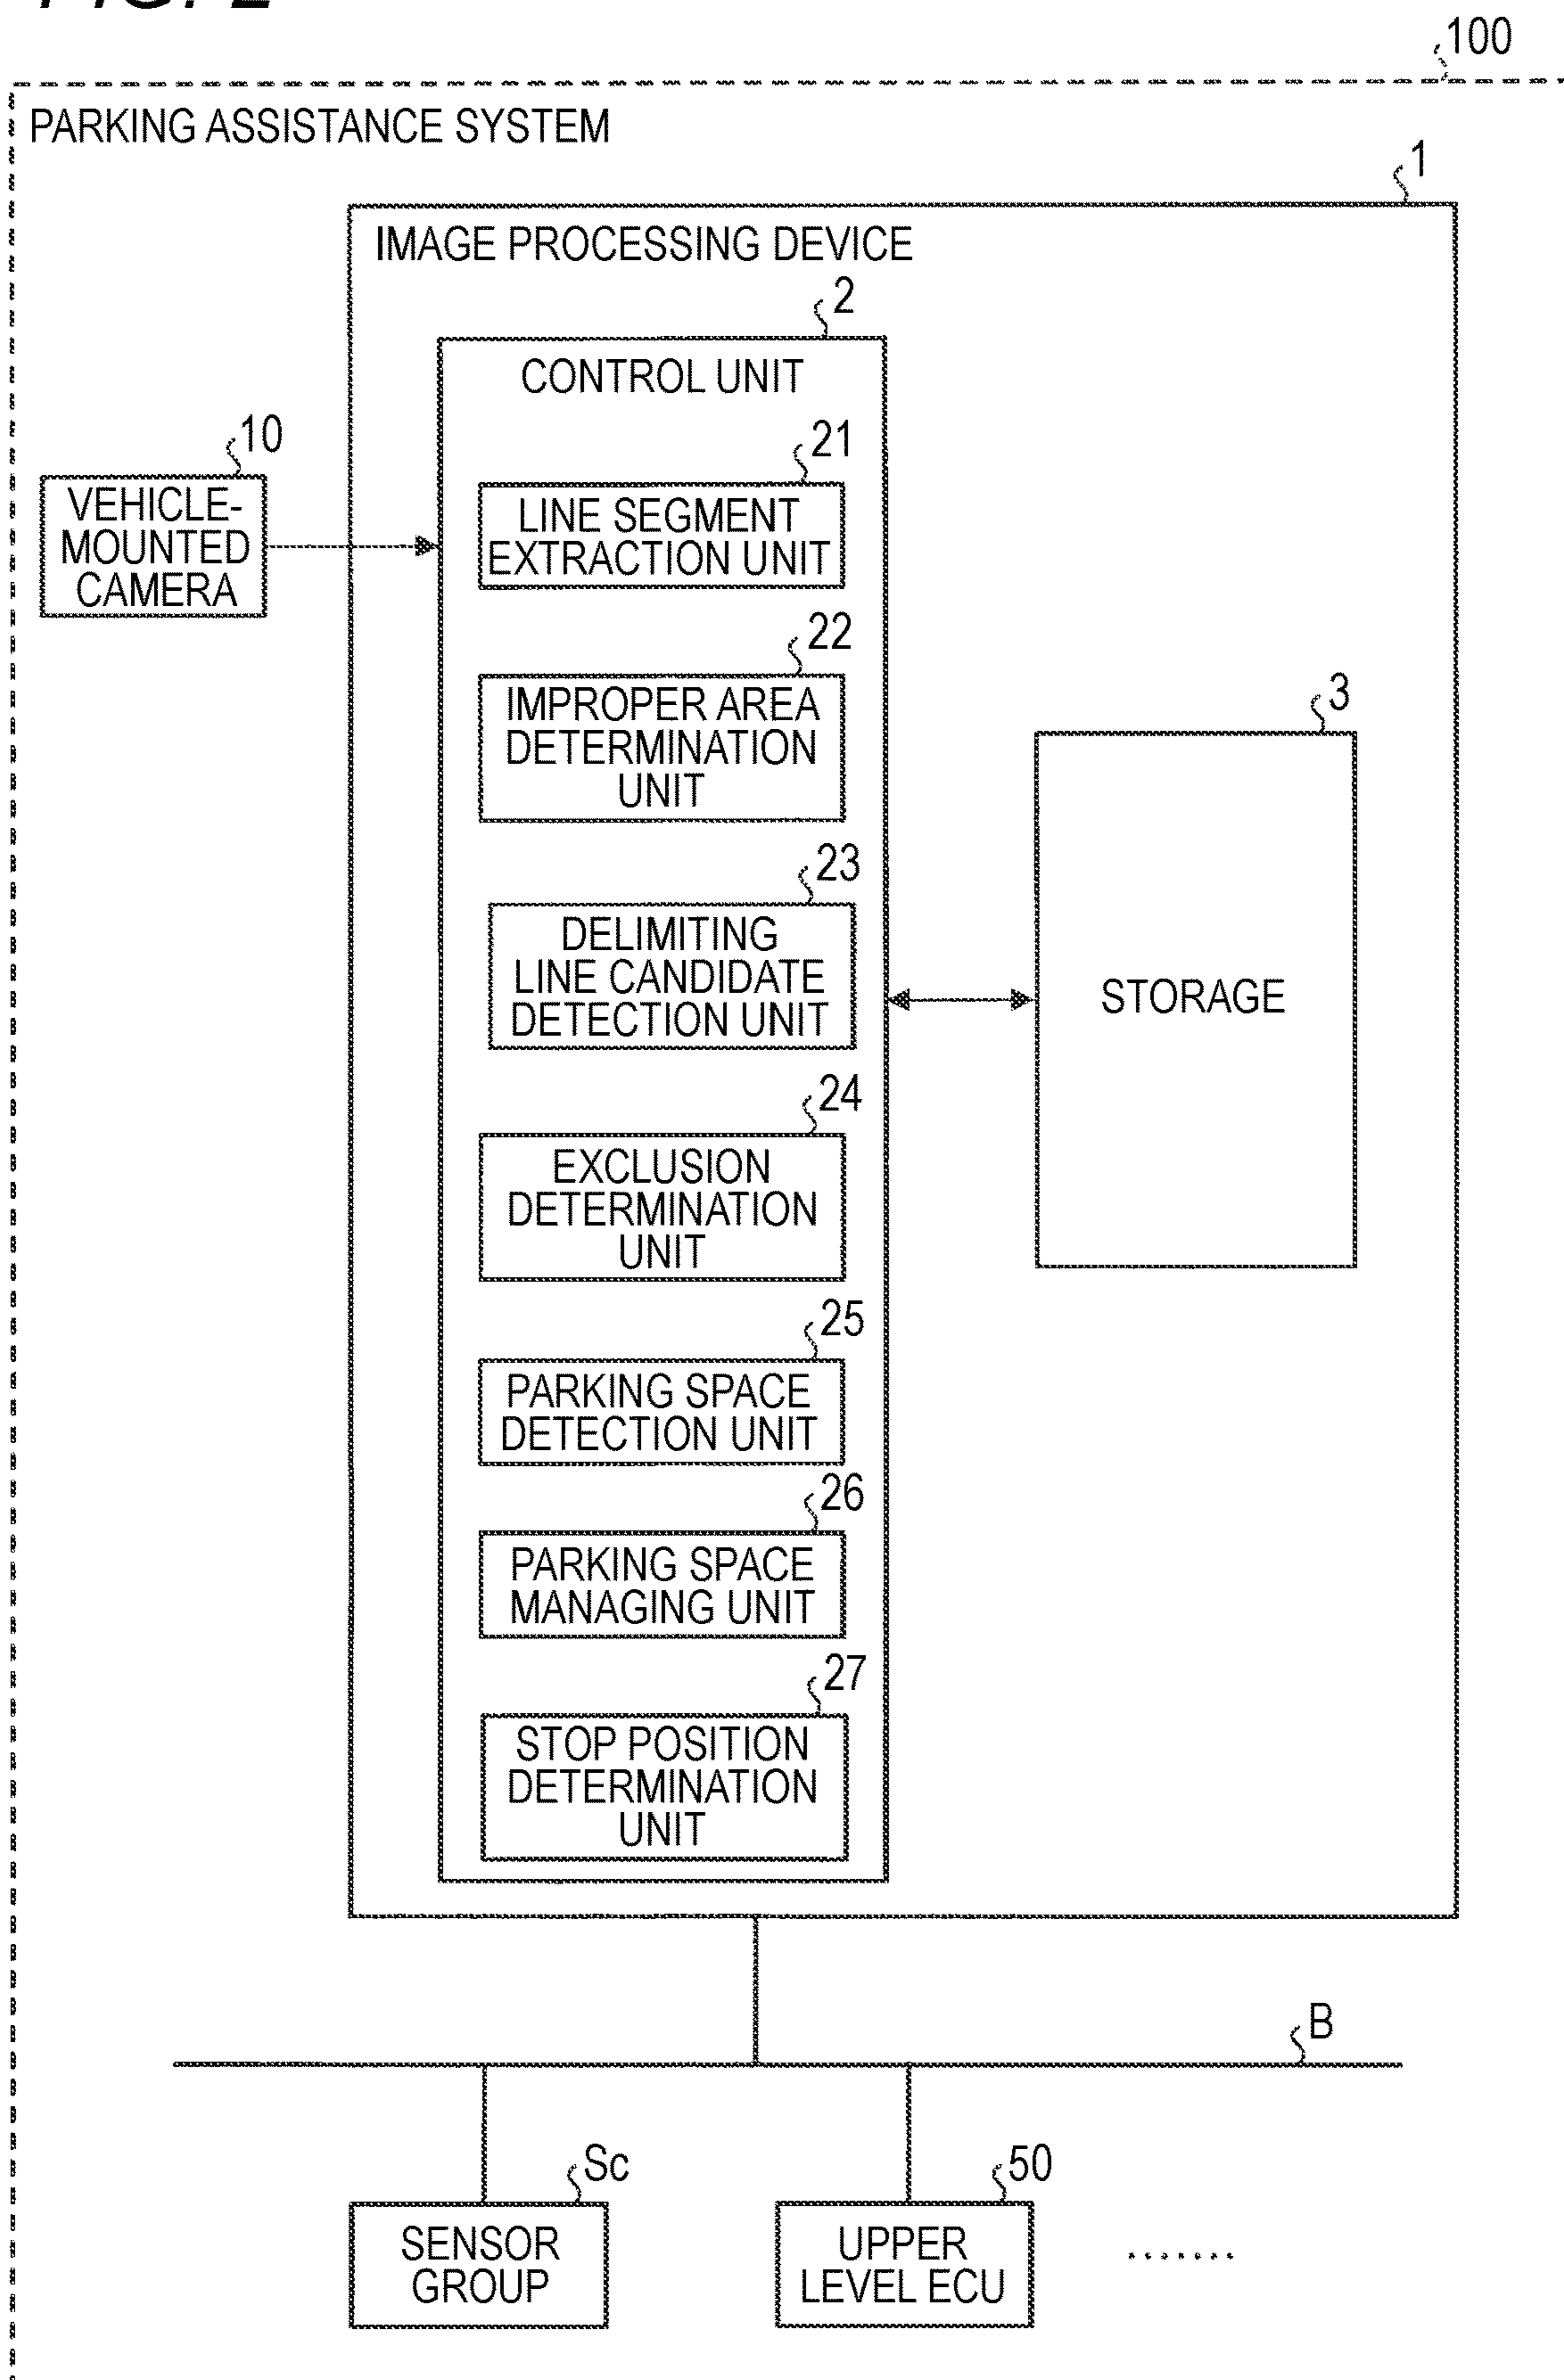 FIG. 2
100
PARKING ASSISTANCE SYSTEM
1
IMAGE PROCESSING DEVICE
2
CONTROL UNIT
10
VEHICLE-
MOUNTED
CAMERA
21
LINE SEGMENT
EXTRACTION UNIT
22
IMPROPER AREA
DETERMINATION
UNIT
3
STORAGE
23
DELIMITING
LINE CANDIDATE
DETECTION UNIT
24
EXCLUSION
DETERMINATION
UNIT
25
PARKING SPACE
DETECTION UNIT
26
PARKING SPACE
MANAGING UNIT
27
STOP POSITION
DETERMINATION
UNIT
B
Sc
SENSOR
GROUP
50
UPPER
LEVEL ECU
.......